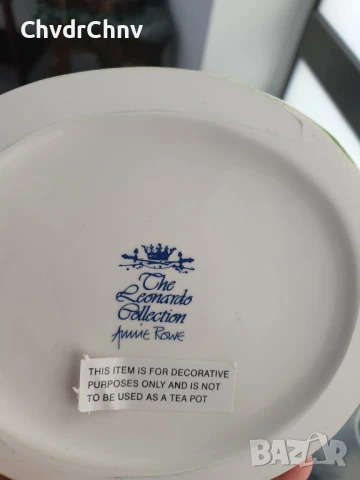 ChvdrChnv
The
Leonardo
Collection
Annie Rowe
THIS ITEM IS FOR DECORATIVE
PURPOSES ONLY AND IS NOT
TO BE USED AS A TEA POT
BAZAR
bg